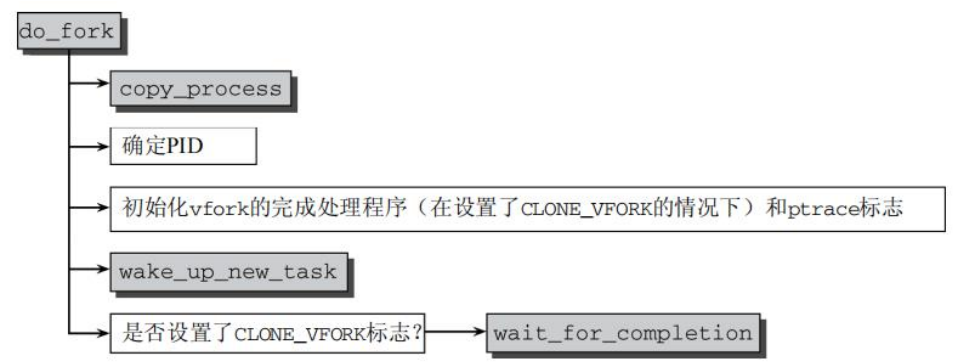 do_fork
copy_process
确定PID
初始化vfork的完成处理程序（在设置了CLONE_VFORK的情况下）和ptrace标志
wake_up_new_task
是否设置了CLONE_VFORK标志?
wait_for_completion